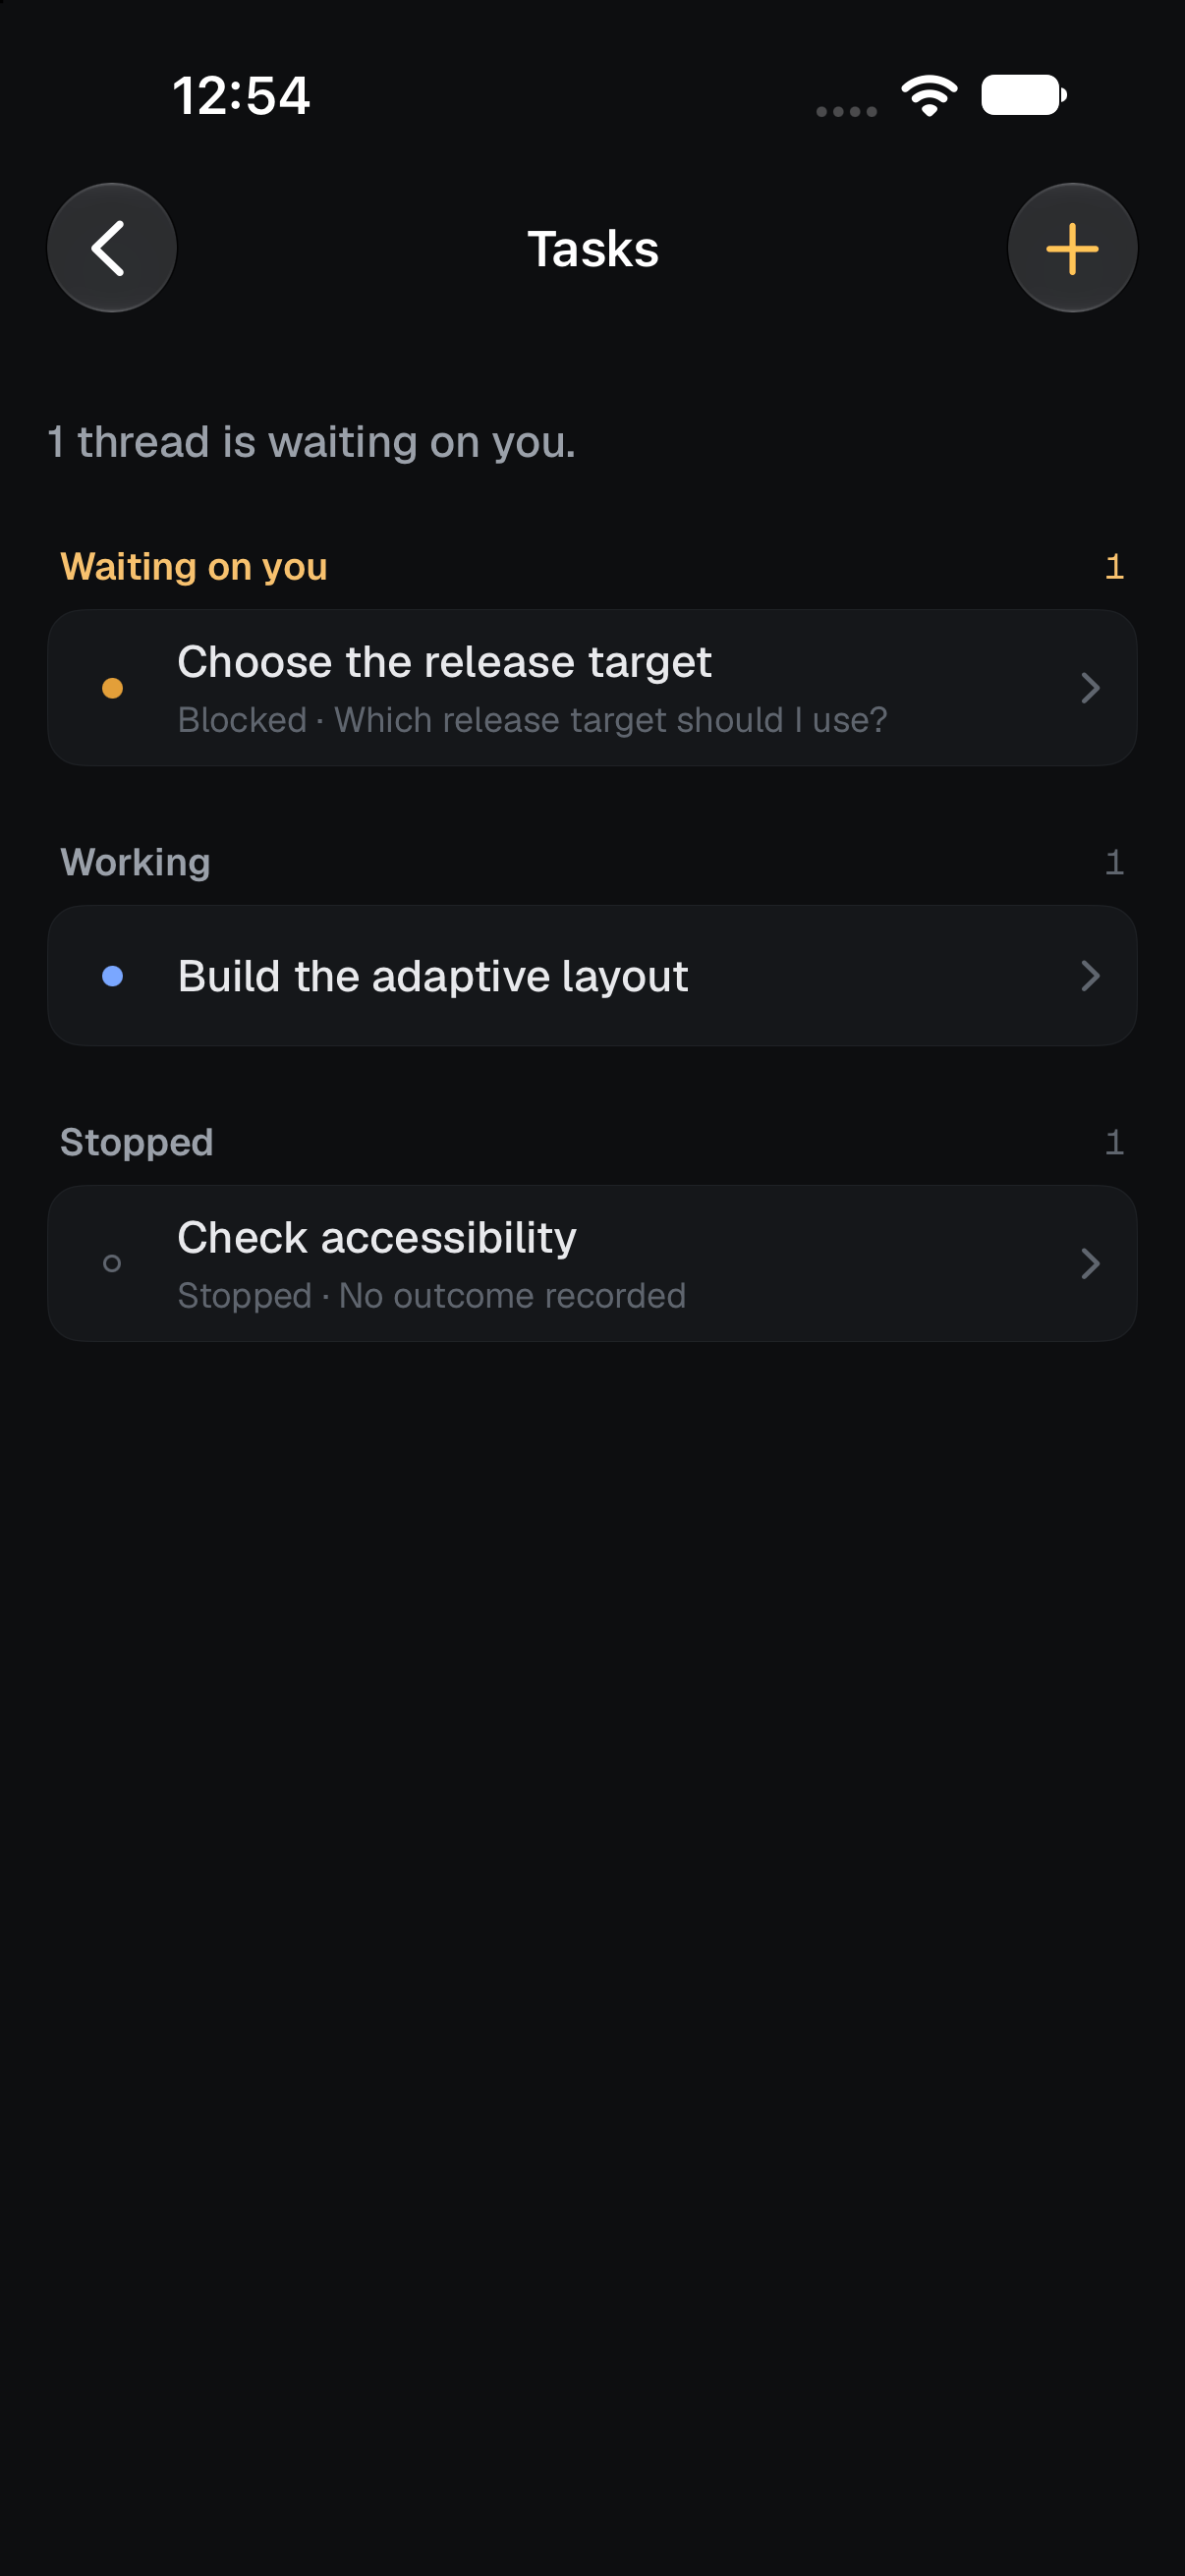 12:54
Tasks
1 thread is waiting on you.
Waiting on you 1
Choose the release target
Blocked · Which release target should I use?
Working 1
Build the adaptive layout
Stopped 1
Check accessibility
Stopped · No outcome recorded